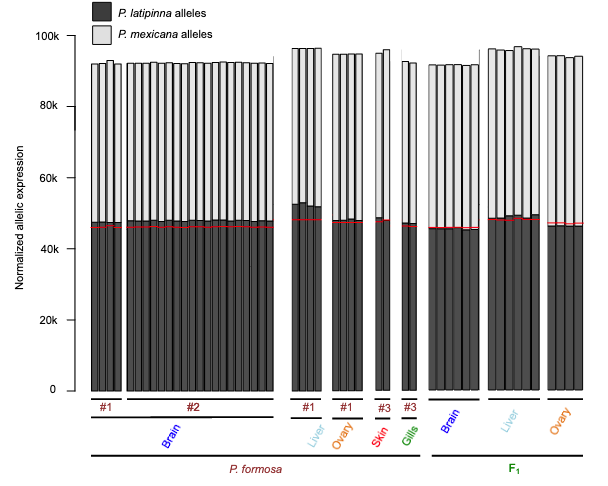 P. latipinna alleles
P. mexicana alleles
Normalized allelic expression
100k
80k
60k
40k
20k
0
#1 #2 #1 #1 #3 #3
Brain Liver Ovary Skin Gills Brain Liver Ovary
P. formosa F1